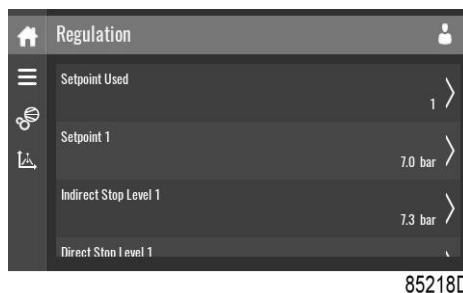 Regulation
Setpoint Used
1
Setpoint 1
7.0 bar
Indirect Stop Level 1
7.3 bar
Direct Stop Level 1
85218D